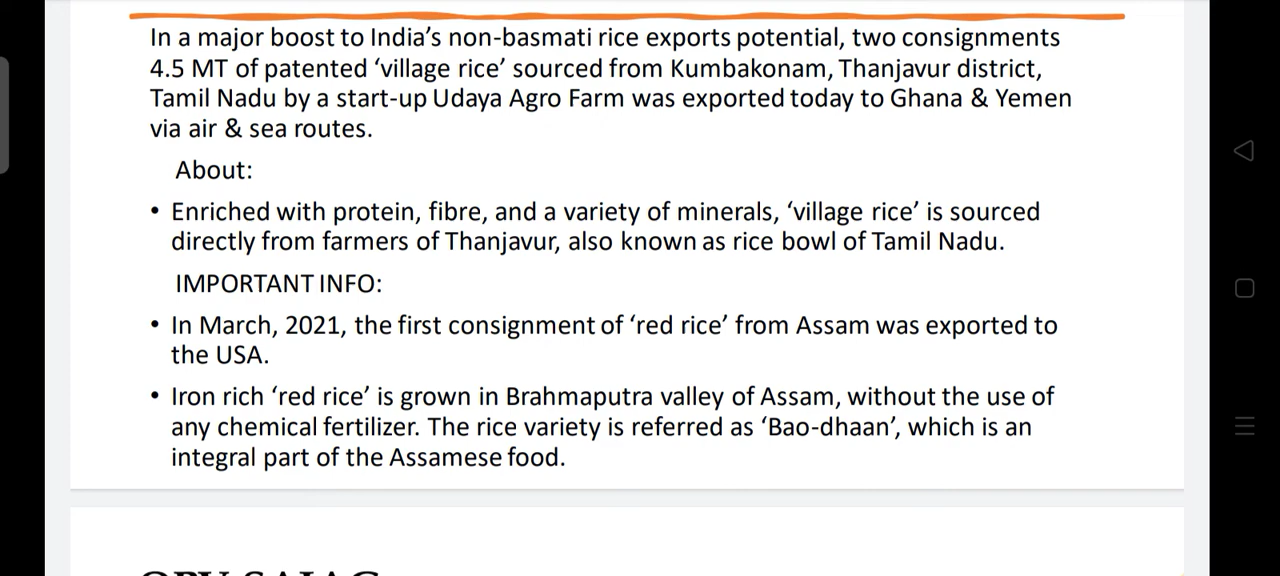 In a major boost to India’s non-basmati rice exports potential, two consignments
4.5 MT of patented ‘village rice’ sourced from Kumbakonam, Thanjavur district,
Tamil Nadu by a start-up Udaya Agro Farm was exported today to Ghana & Yemen
via air & sea routes.
About:
• Enriched with protein, fibre, and a variety of minerals, ‘village rice’ is sourced
directly from farmers of Thanjavur, also known as rice bowl of Tamil Nadu.
IMPORTANT INFO:
• In March, 2021, the first consignment of ‘red rice’ from Assam was exported to
the USA.
• Iron rich ‘red rice’ is grown in Brahmaputra valley of Assam, without the use of
any chemical fertilizer. The rice variety is referred as ‘Bao-dhaan’, which is an
integral part of the Assamese food.